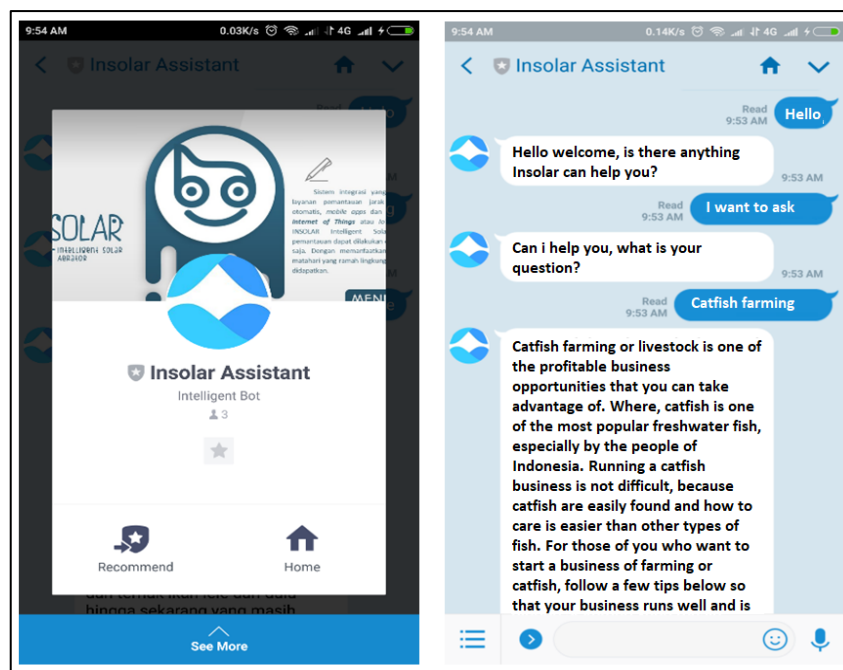 9:54 AM
0.03K/s
4G
Insolar Assistant
SOLAR
INTELLIGENT SOLAR
Sistem integrasi yang
layanan pemantauan jarak
otomatis, mobile apps dan
Internet of Things atau
INSOLAR Intelligent Sola
pemantauan dapat dilakukan
saja. Dengan memanfaatkan
matahari yang ramah lingkung
didapatkan.
MENU
Insolar Assistant
Intelligent Bot
3
Recommend
Home
dan ternak ikan lele dari dulu
hingga sekarang yang masih
See More
9:54 AM
0.14K/s
4G
Insolar Assistant
Read
9:53 AM
Hello
Hello welcome, is there anything
Insolar can help you?
9:53 AM
Read
9:53 AM
I want to ask
Can i help you, what is your
question?
9:53 AM
Read
9:53 AM
Catfish farming
Catfish farming or livestock is one of
the profitable business
opportunities that you can take
advantage of. Where, catfish is one
of the most popular freshwater fish,
especially by the people of
Indonesia. Running a catfish
business is not difficult, because
catfish are easily found and how to
care is easier than other types of
fish. For those of you who want to
start a business of farming or
catfish, follow a few tips below so
that your business runs well and is